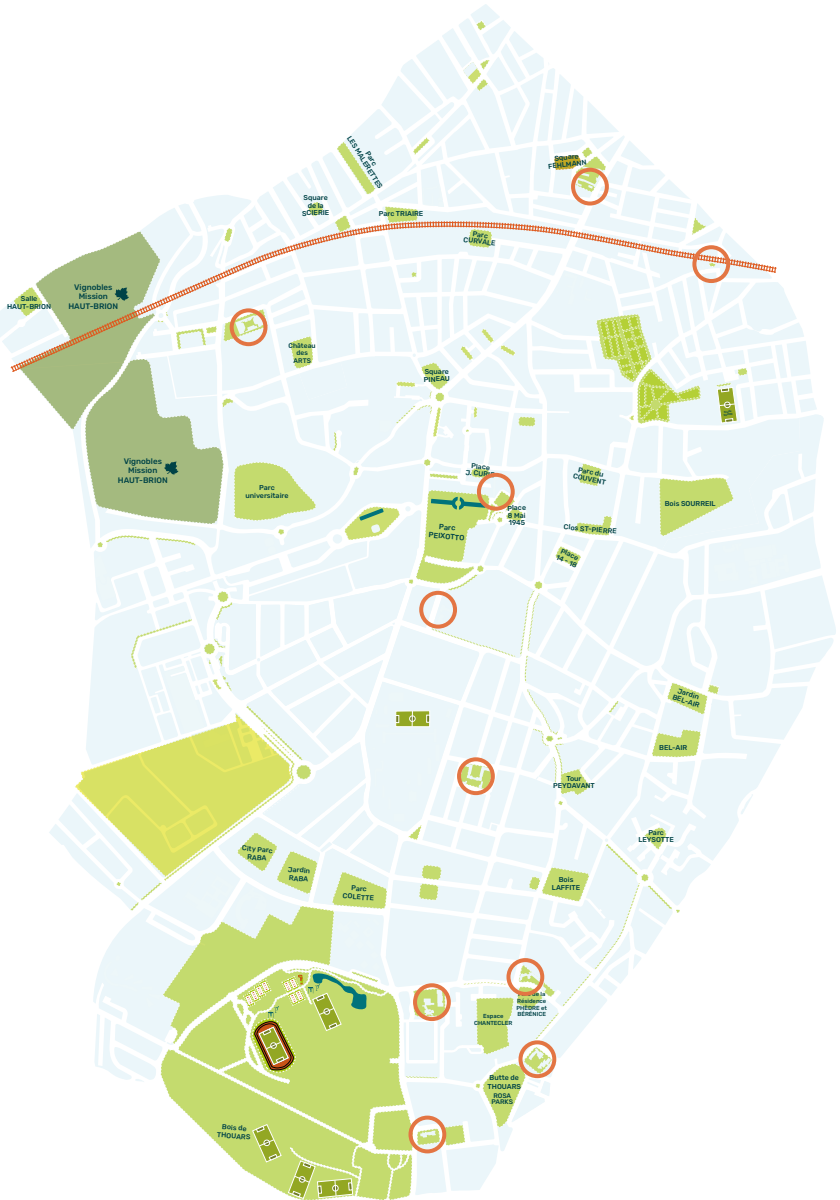 Parc
LES MALERETTES
Square
FEHLMANN
Square
de la
SCIERIE
Parc TRIAIRE
Parc
CURVALE
Salle
HAUT-BRION
Vignobles
Mission
HAUT-BRION
Château
des
ARTS
Square
PINEAU
Vignobles
Mission
HAUT-BRION
Parc
universitaire
Place
J. CURIE
Parc du
COUVENT
Bois SOURREIL
Place
8 Mai
1945
Parc
PEIXOTTO
Clos ST-PIERRE
Place
14 - 18
Jardin
BEL-AIR
BEL-AIR
Tour
PEYDAVANT
Parc
LEYSOTTE
City Parc
RABA
Jardin
RABA
Parc
COLETTE
Bois
LAFFITE
de la
Résidence
PHÈDRE et
BÉRÉNICE
Espace
CHANTECLER
Butte de
THOUARS
ROSA
PARKS
Bois de
THOUARS